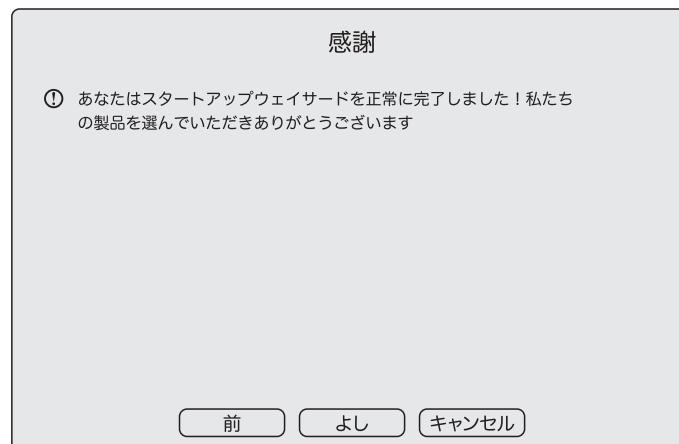 感謝
あなたはスタートアップウェイサードを正常に完了しました！私たち
の製品を選んでいただきありがとうございます
前
よし
キャンセル